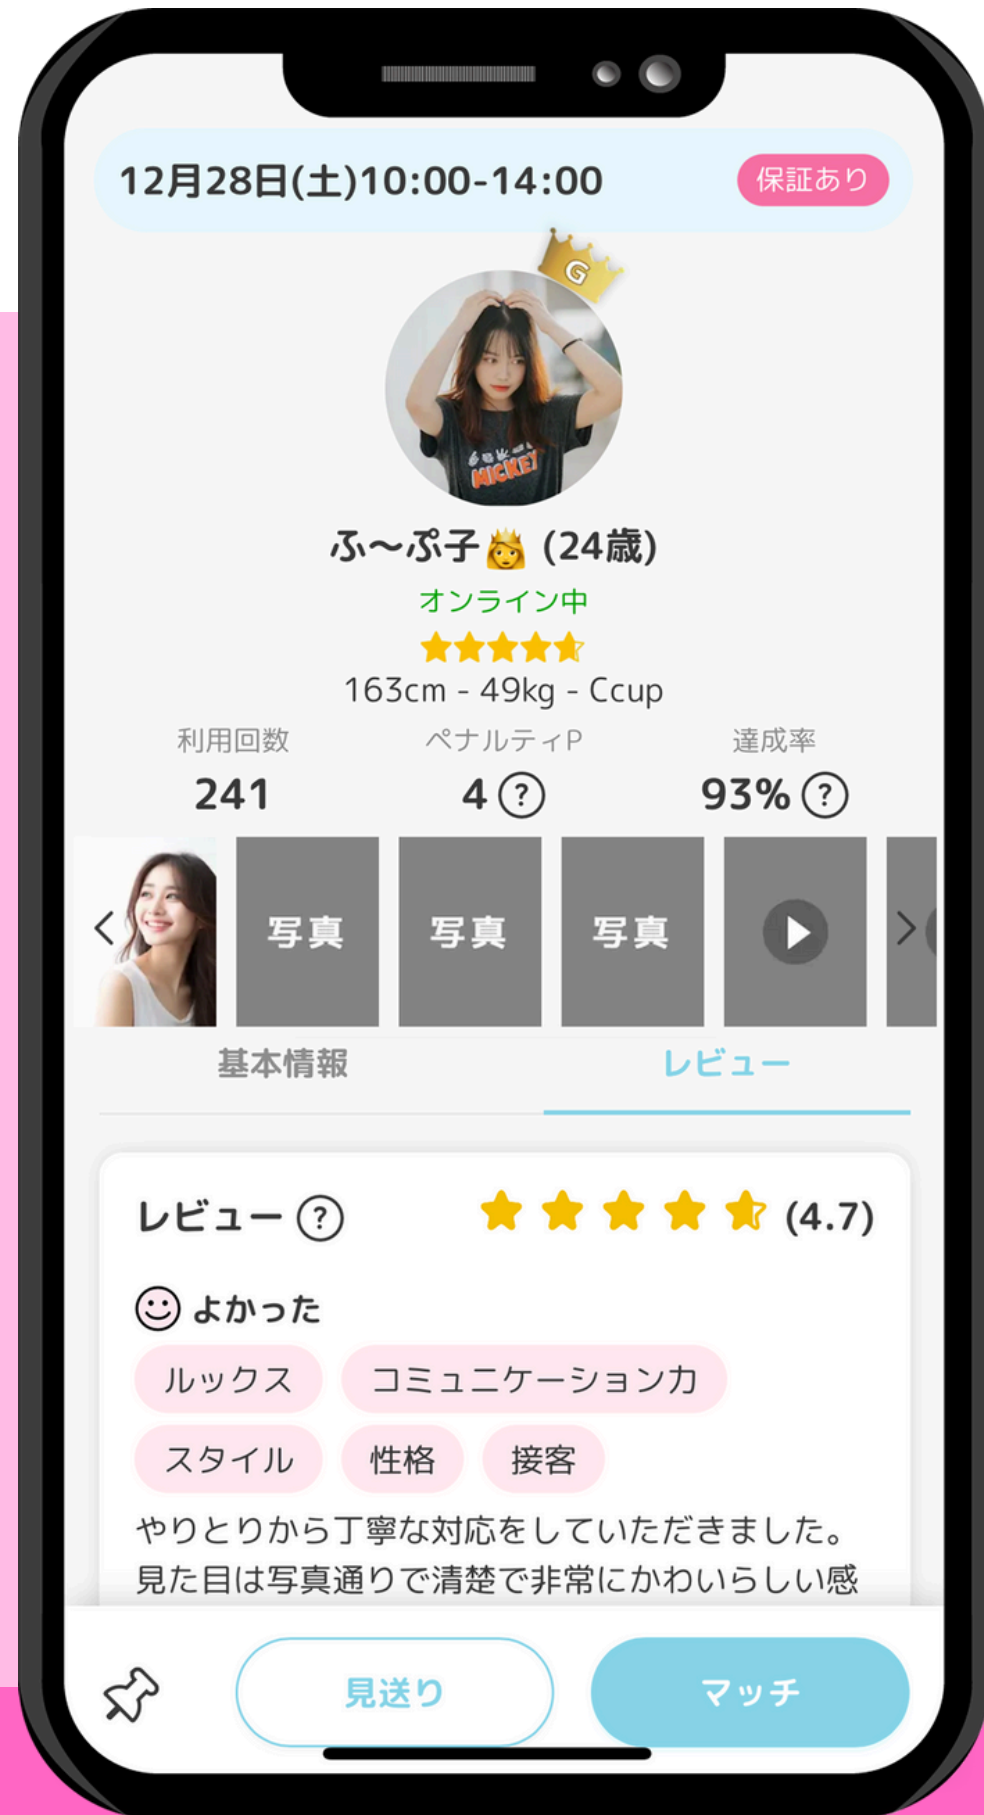 12月28日(土)10:00-14:00 保証あり
G
MICKEY
ふ〜ぷ子👸 (24歳)
オンライン中
163cm - 49kg - Ccup
利用回数 ペナルティP 達成率
241 4 ? 93% ?
写真 写真 写真
基本情報 レビュー
レビュー ? (4.7)
よかった
ルックス コミュニケーション力
スタイル 性格 接客
やりとりから丁寧な対応をしていただきました。
見た目は写真通りで清楚で非常にかわいらしい感
見送り マッチ